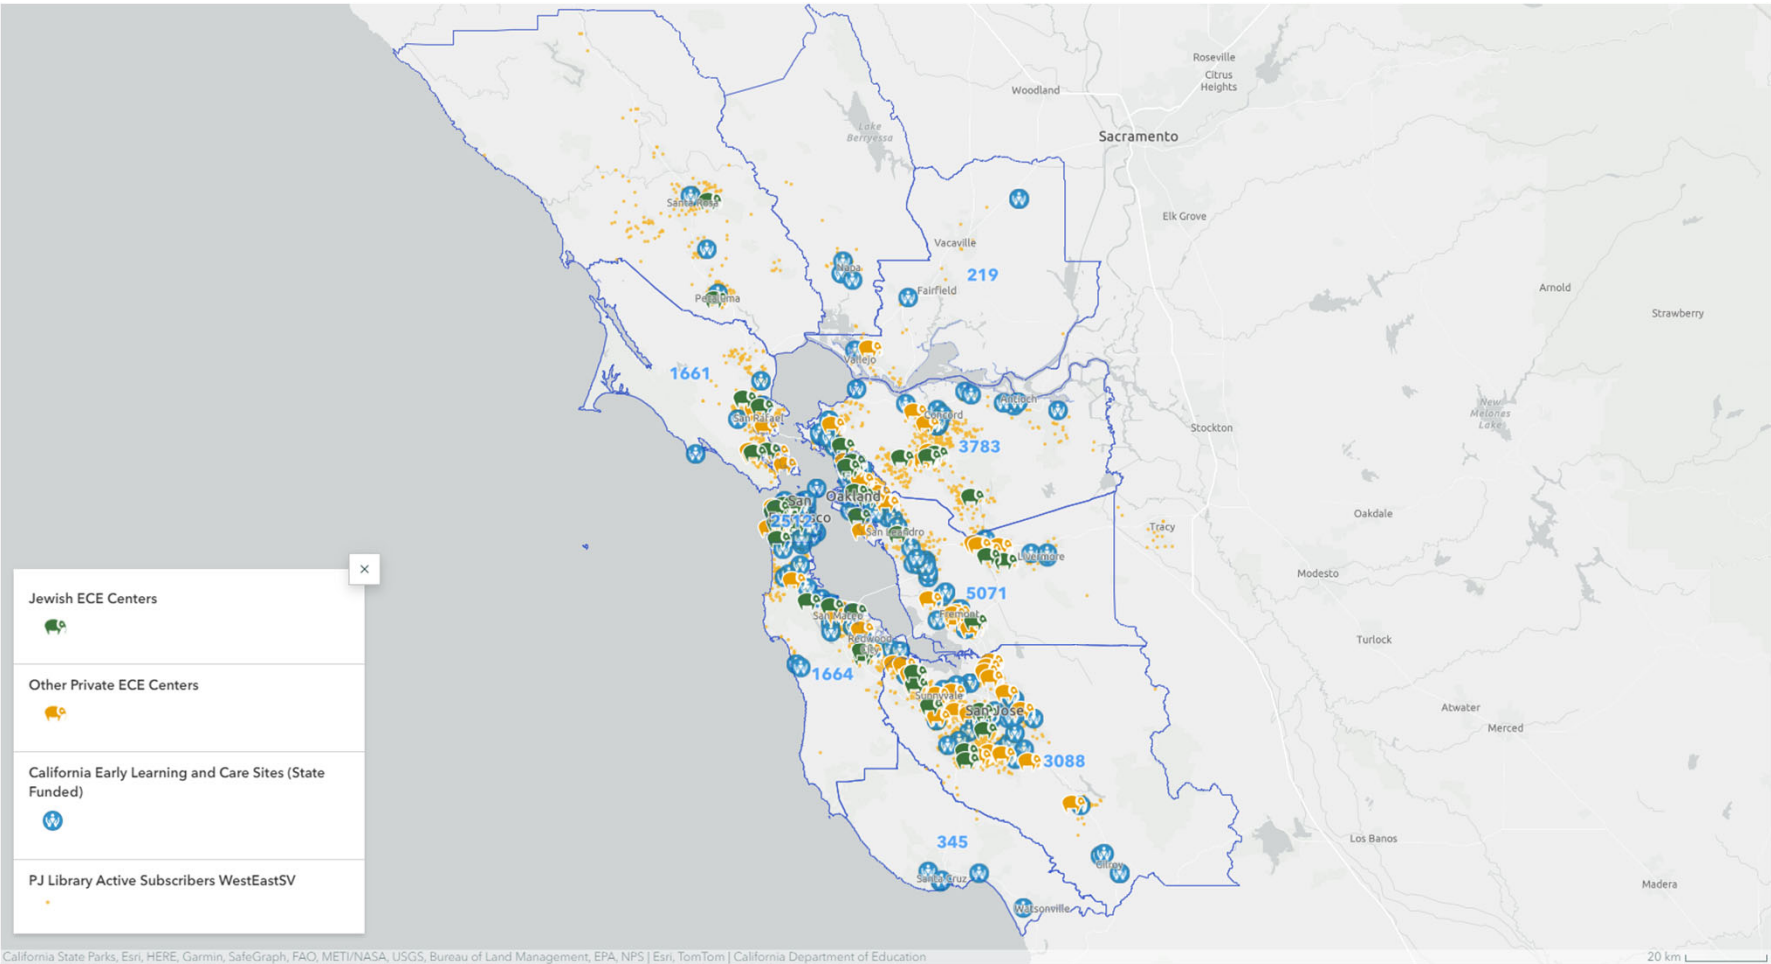 Roseville
Citrus
Heights
Woodland
Sacramento
Lake
Berryessa
Santa Rosa
Elk Grove
Vacaville
219
Napa
Fairfield
Petaluma
Arnold
Strawberry
Vallejo
1661
San Rafael
Concord
Antioch
New
Melones
Lake
Stockton
3783
San
Oakland
2512
sco
San Leandro
Tracy
Oakdale
Livermore
Modesto
5071
Fremont
San Mateo
Redwood
City
Turlock
1664
Sunnyvale
San Jose
Atwater
Merced
3088
345
Los Banos
Gilroy
Santa Cruz
Madera
Watsonville
×
Jewish ECE Centers
Other Private ECE Centers
California Early Learning and Care Sites (State
Funded)
PJ Library Active Subscribers WestEastSV
California State Parks, Esri, HERE, Garmin, SafeGraph, FAO, METI/NASA, USGS, Bureau of Land Management, EPA, NPS | Esri, TomTom | California Department of Education
20 km